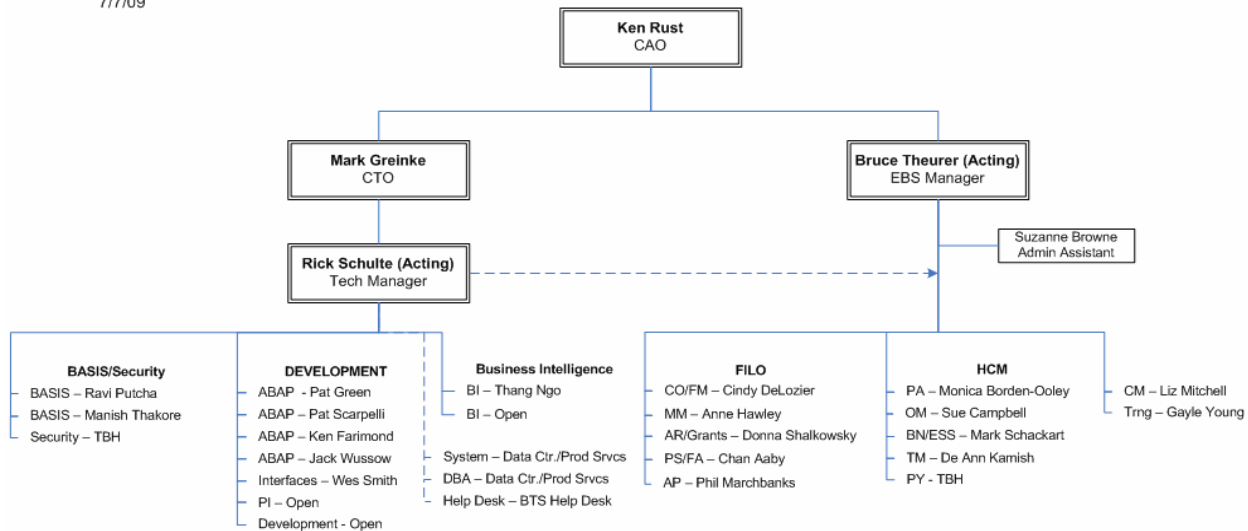 7/7/09
Ken Rust
CAO
Mark Greinke
CTO
Bruce Theurer (Acting)
EBS Manager
Suzanne Browne
Admin Assistant
Rick Schulte (Acting)
Tech Manager
BASIS/Security
BASIS – Ravi Putcha
BASIS – Manish Thakore
Security – TBH
DEVELOPMENT
ABAP - Pat Green
ABAP – Pat Scarpelli
ABAP – Ken Farimond
ABAP – Jack Wussow
Interfaces – Wes Smith
PI – Open
Development - Open
Business Intelligence
BI – Thang Ngo
BI – Open
System – Data Ctr./Prod Srvcs
DBA – Data Ctr./Prod Srvcs
Help Desk – BTS Help Desk
FILO
CO/FM – Cindy DeLozier
MM – Anne Hawley
AR/Grants – Donna Shalkowsky
PS/FA – Chan Aaby
AP – Phil Marchbanks
HCM
PA – Monica Borden-Ooley
OM – Sue Campbell
BN/ESS – Mark Schackart
TM – De Ann Kamish
PY - TBH
CM – Liz Mitchell
Trng – Gayle Young